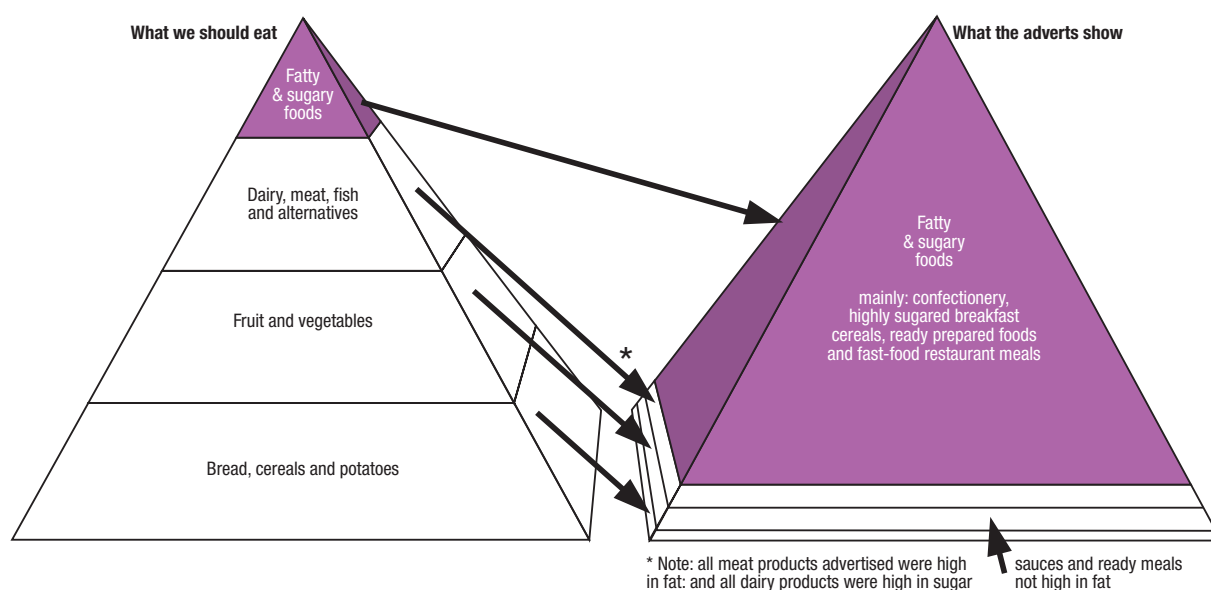 What we should eat
Fatty
& sugary
foods
Dairy, meat, fish
and alternatives
Fruit and vegetables
Bread, cereals and potatoes
What the adverts show
Fatty
& sugary
foods
mainly: confectionery,
highly sugared breakfast
cereals, ready prepared foods
and fast-food restaurant meals
*
* Note: all meat products advertised were high
in fat: and all dairy products were high in sugar
sauces and ready meals
not high in fat